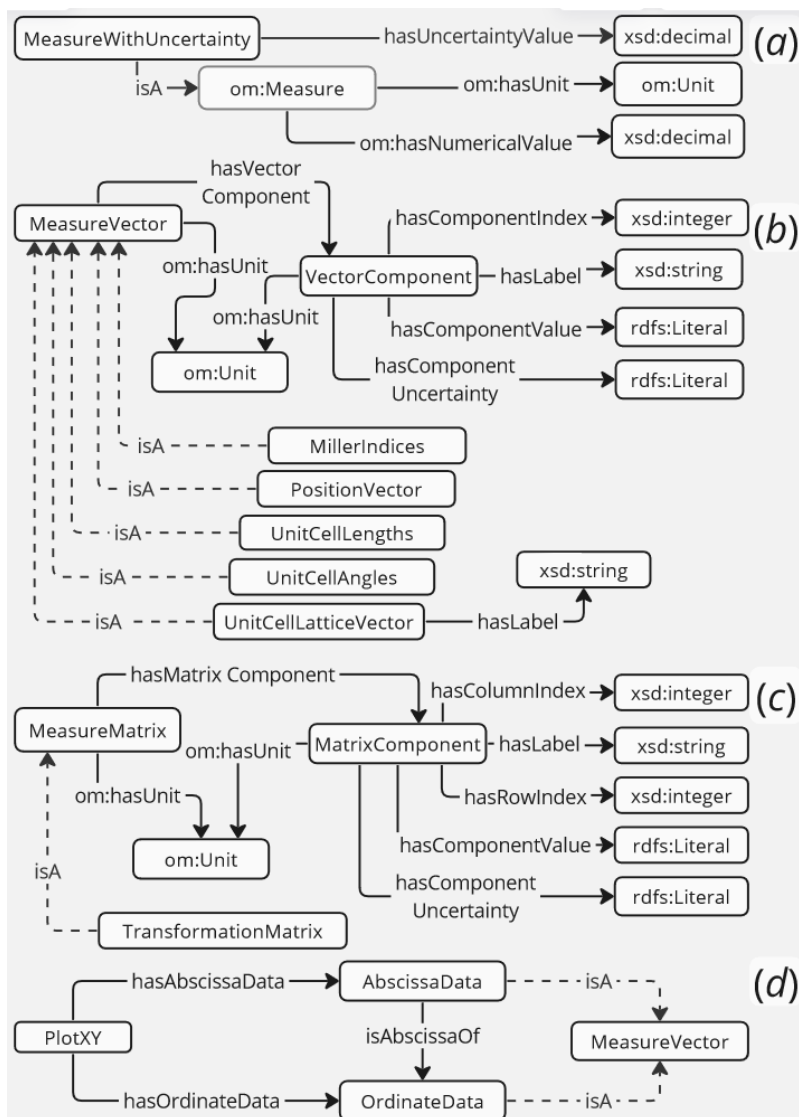 MeasureWithUncertainty
hasUncertaintyValue
xsd:decimal
(a)
isA
om:Measure
om:hasUnit
om:Unit
om:hasNumericalValue
xsd:decimal
hasVector
Component
MeasureVector
hasComponentIndex
xsd:integer
(b)
om:hasUnit
VectorComponent
hasLabel
xsd:string
om:hasUnit
hasComponentValue
rdfs:Literal
om:Unit
hasComponent
Uncertainty
rdfs:Literal
isA
MillerIndices
isA
PositionVector
isA
UnitCellLengths
isA
UnitCellAngles
xsd:string
isA
UnitCellLatticeVector
hasLabel
hasMatrix Component
hasColumnIndex
xsd:integer
(c)
MeasureMatrix
om:hasUnit
MatrixComponent
hasLabel
xsd:string
om:hasUnit
hasRowIndex
xsd:integer
om:Unit
hasComponentValue
rdfs:Literal
isA
hasComponent
Uncertainty
rdfs:Literal
TransformationMatrix
hasAbscissaData
AbscissaData
isA
(d)
PlotXY
isAbscissaOf
MeasureVector
hasOrdinateData
OrdinateData
isA